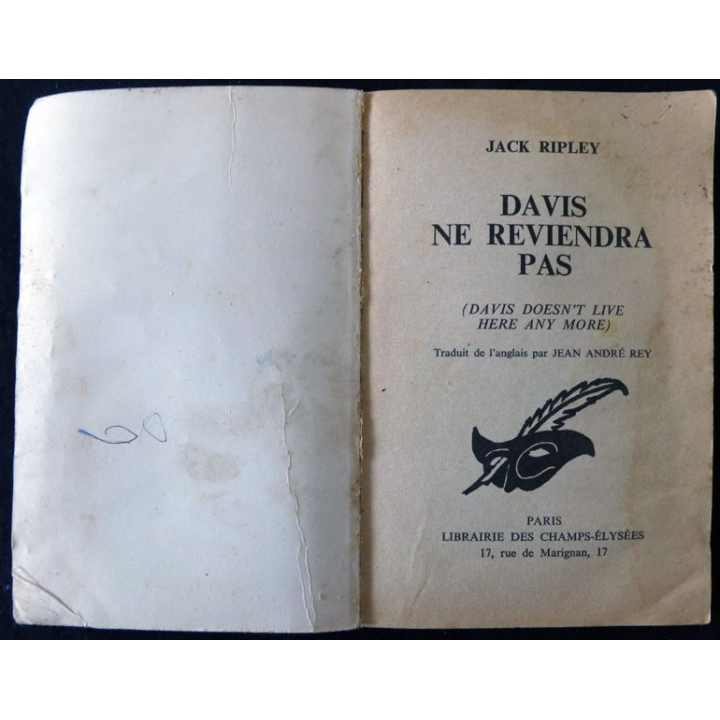 JACK RIPLEY
DAVIS
NE REVIENDRA
PAS
(DAVIS DOESN'T LIVE
HERE ANY MORE)
Traduit de l'anglais par JEAN ANDRÉ REY
PARIS
LIBRAIRIE DES CHAMPS-ÉLYSÉES
17, rue de Marignan, 17